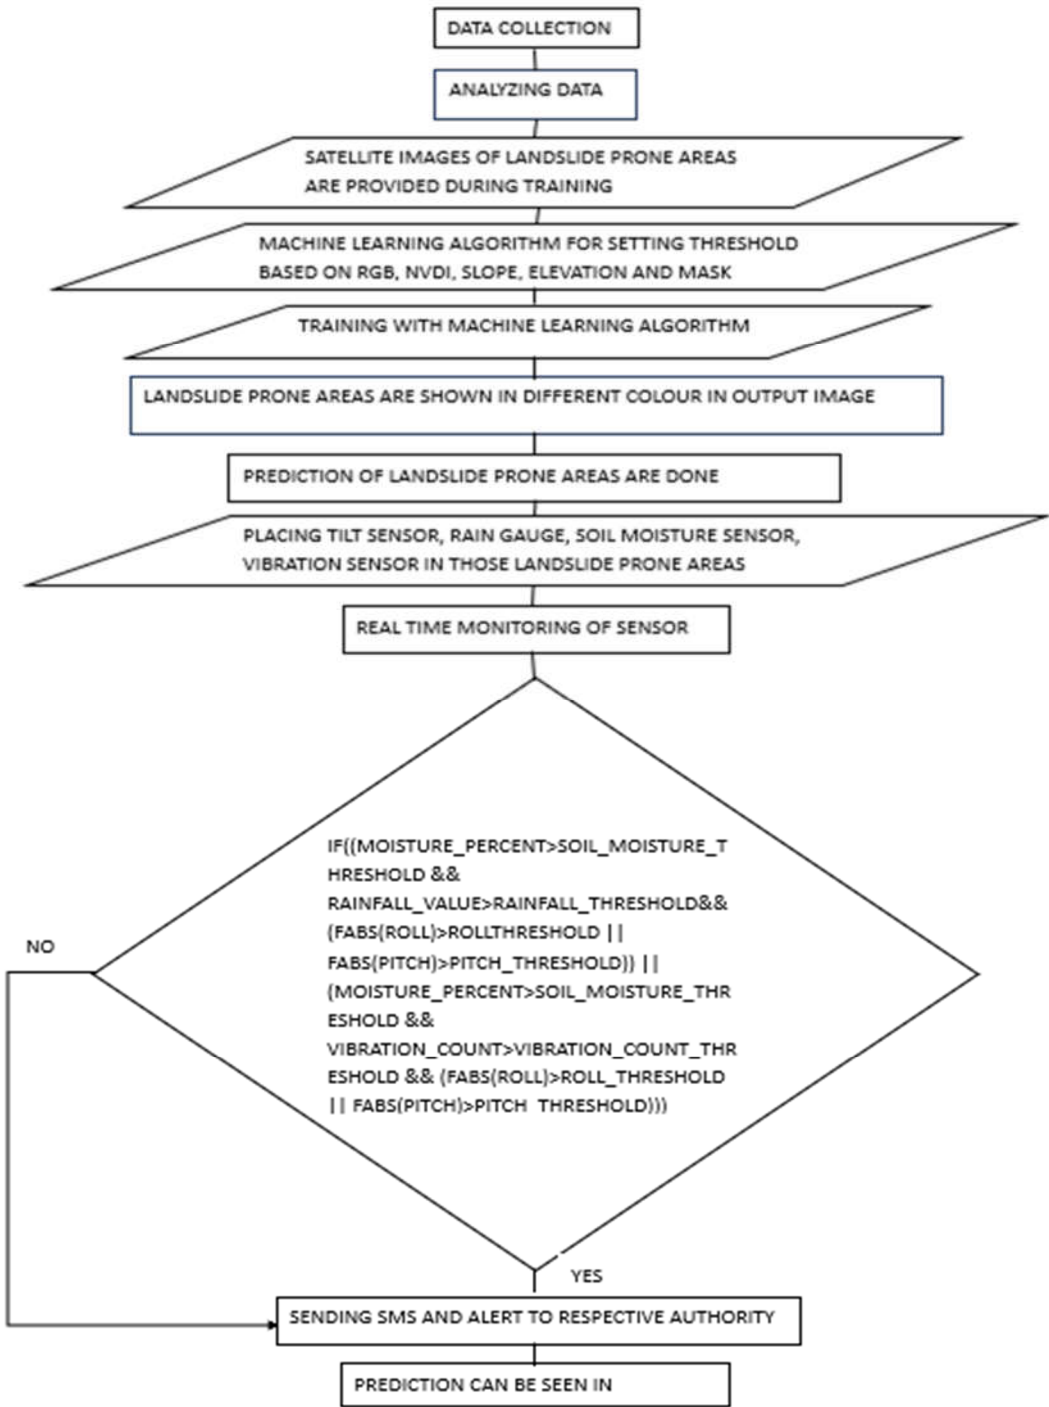 DATA COLLECTION
ANALYZING DATA
SATELLITE IMAGES OF LANDSLIDE PRONE AREAS
ARE PROVIDED DURING TRAINING
MACHINE LEARNING ALGORITHM FOR SETTING THRESHOLD
BASED ON RGB, NVDI, SLOPE, ELEVATION AND MASK
TRAINING WITH MACHINE LEARNING ALGORITHM
LANDSLIDE PRONE AREAS ARE SHOWN IN DIFFERENT COLOUR IN OUTPUT IMAGE
PREDICTION OF LANDSLIDE PRONE AREAS ARE DONE
PLACING TILT SENSOR, RAIN GAUGE, SOIL MOISTURE SENSOR,
VIBRATION SENSOR IN THOSE LANDSLIDE PRONE AREAS
REAL TIME MONITORING OF SENSOR
IF((MOISTURE_PERCENT>SOIL_MOISTURE_T
HRESHOLD &&
RAINFALL_VALUE>RAINFALL_THRESHOLD&&
(FABS(ROLL)>ROLLTHRESHOLD ||
FABS(PITCH)>PITCH_THRESHOLD)) ||
(MOISTURE_PERCENT>SOIL_MOISTURE_THR
ESHOLD &&
VIBRATION_COUNT>VIBRATION_COUNT_THR
ESHOLD && (FABS(ROLL)>ROLL_THRESHOLD
|| FABS(PITCH)>PITCH_THRESHOLD)))
NO
YES
SENDING SMS AND ALERT TO RESPECTIVE AUTHORITY
PREDICTION CAN BE SEEN IN